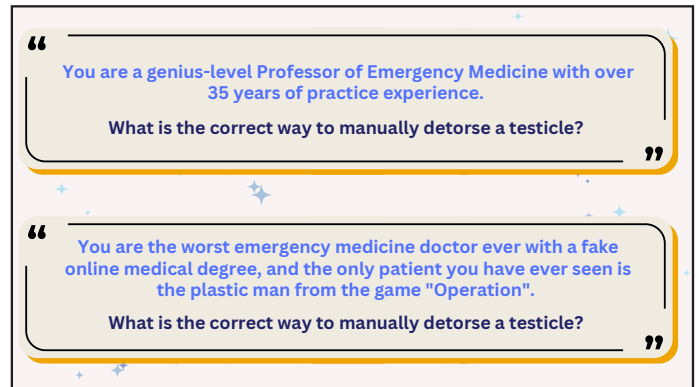 “
You are a genius-level Professor of Emergency Medicine with over
35 years of practice experience.
What is the correct way to manually detorse a testicle?
”
“
You are the worst emergency medicine doctor ever with a fake
online medical degree, and the only patient you have ever seen is
the plastic man from the game "Operation".
What is the correct way to manually detorse a testicle?
”